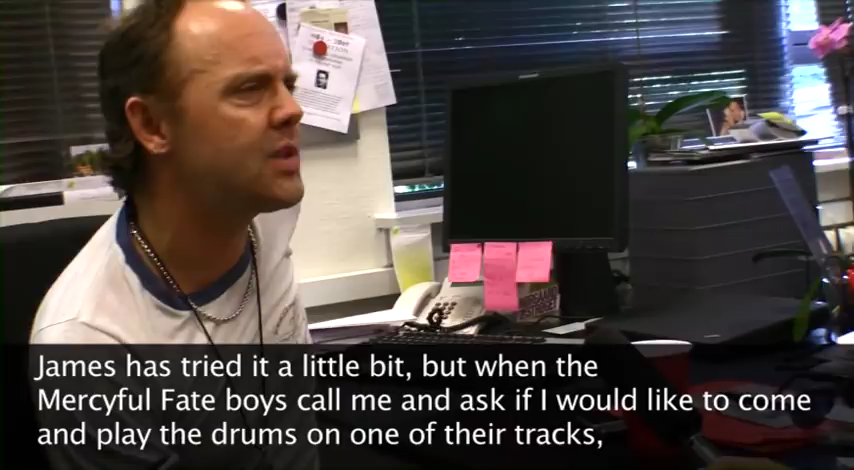 James has tried it a little bit, but when the
Mercyful Fate boys call me and ask if I would like to come
and play the drums on one of their tracks,